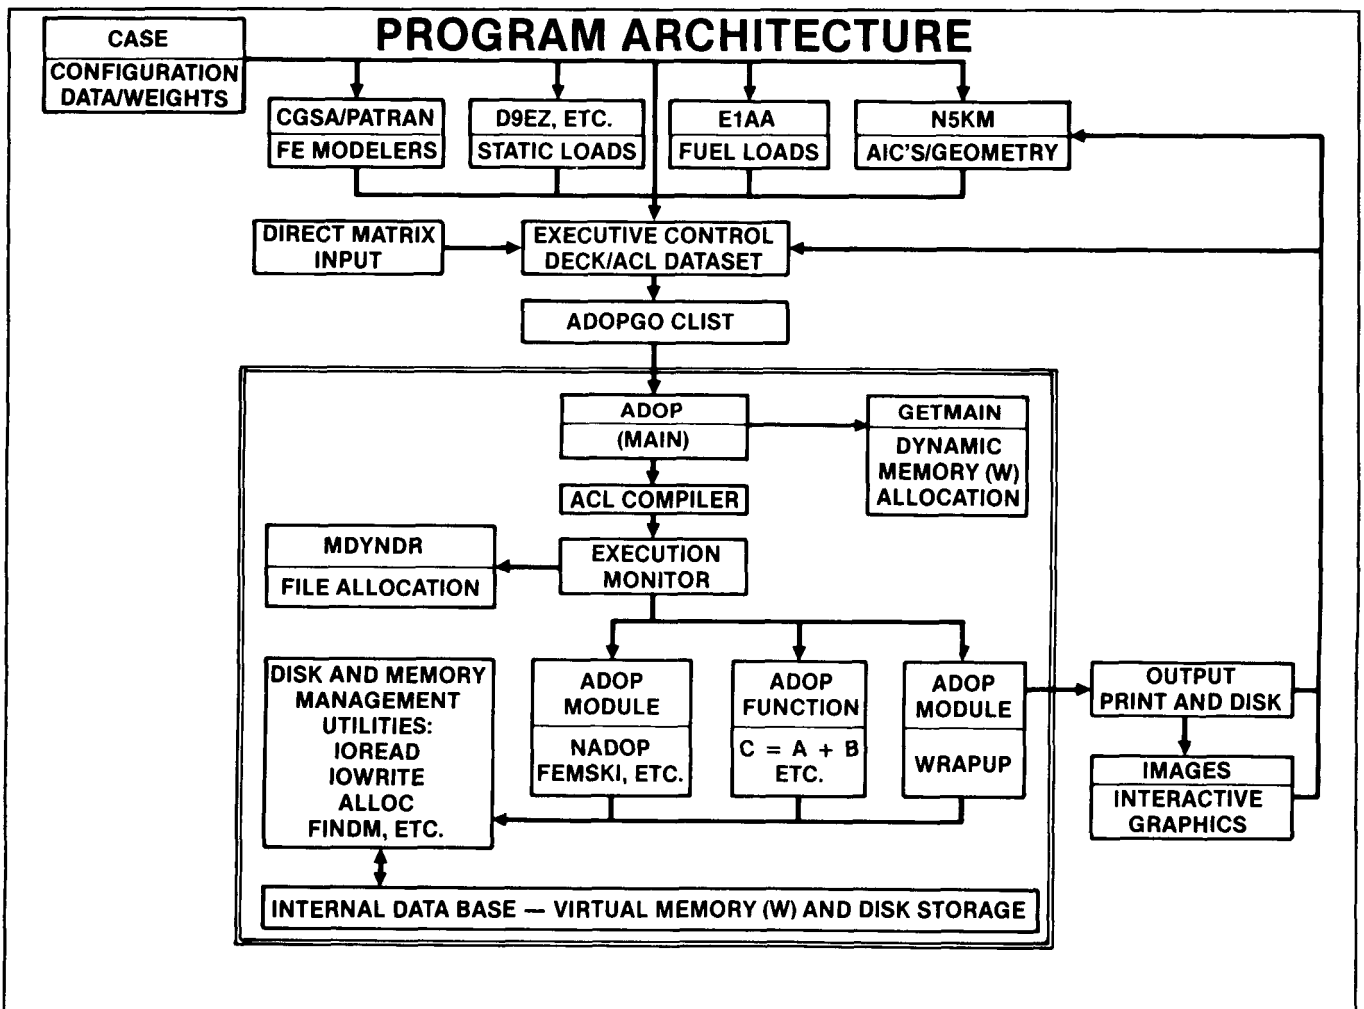 PROGRAM ARCHITECTURE
CASE
CONFIGURATION
DATA/WEIGHTS
CGSA/PATRAN
FE MODELERS
D9EZ, ETC.
STATIC LOADS
E1AA
FUEL LOADS
N5KM
AIC'S/GEOMETRY
DIRECT MATRIX
INPUT
EXECUTIVE CONTROL
DECK/ACL DATASET
ADOPGO CLIST
ADOP
(MAIN)
GETMAIN
DYNAMIC
MEMORY (W)
ALLOCATION
ACL COMPILER
MDYNDR
FILE ALLOCATION
EXECUTION
MONITOR
DISK AND MEMORY
MANAGEMENT
UTILITIES:
IOREAD
IOWRITE
ALLOC
FINDM, ETC.
ADOP
MODULE
NADOP
FEMSKI, ETC.
ADOP
FUNCTION
C = A + B
ETC.
ADOP
MODULE
WRAPUP
OUTPUT
PRINT AND DISK
IMAGES
INTERACTIVE
GRAPHICS
INTERNAL DATA BASE — VIRTUAL MEMORY (W) AND DISK STORAGE